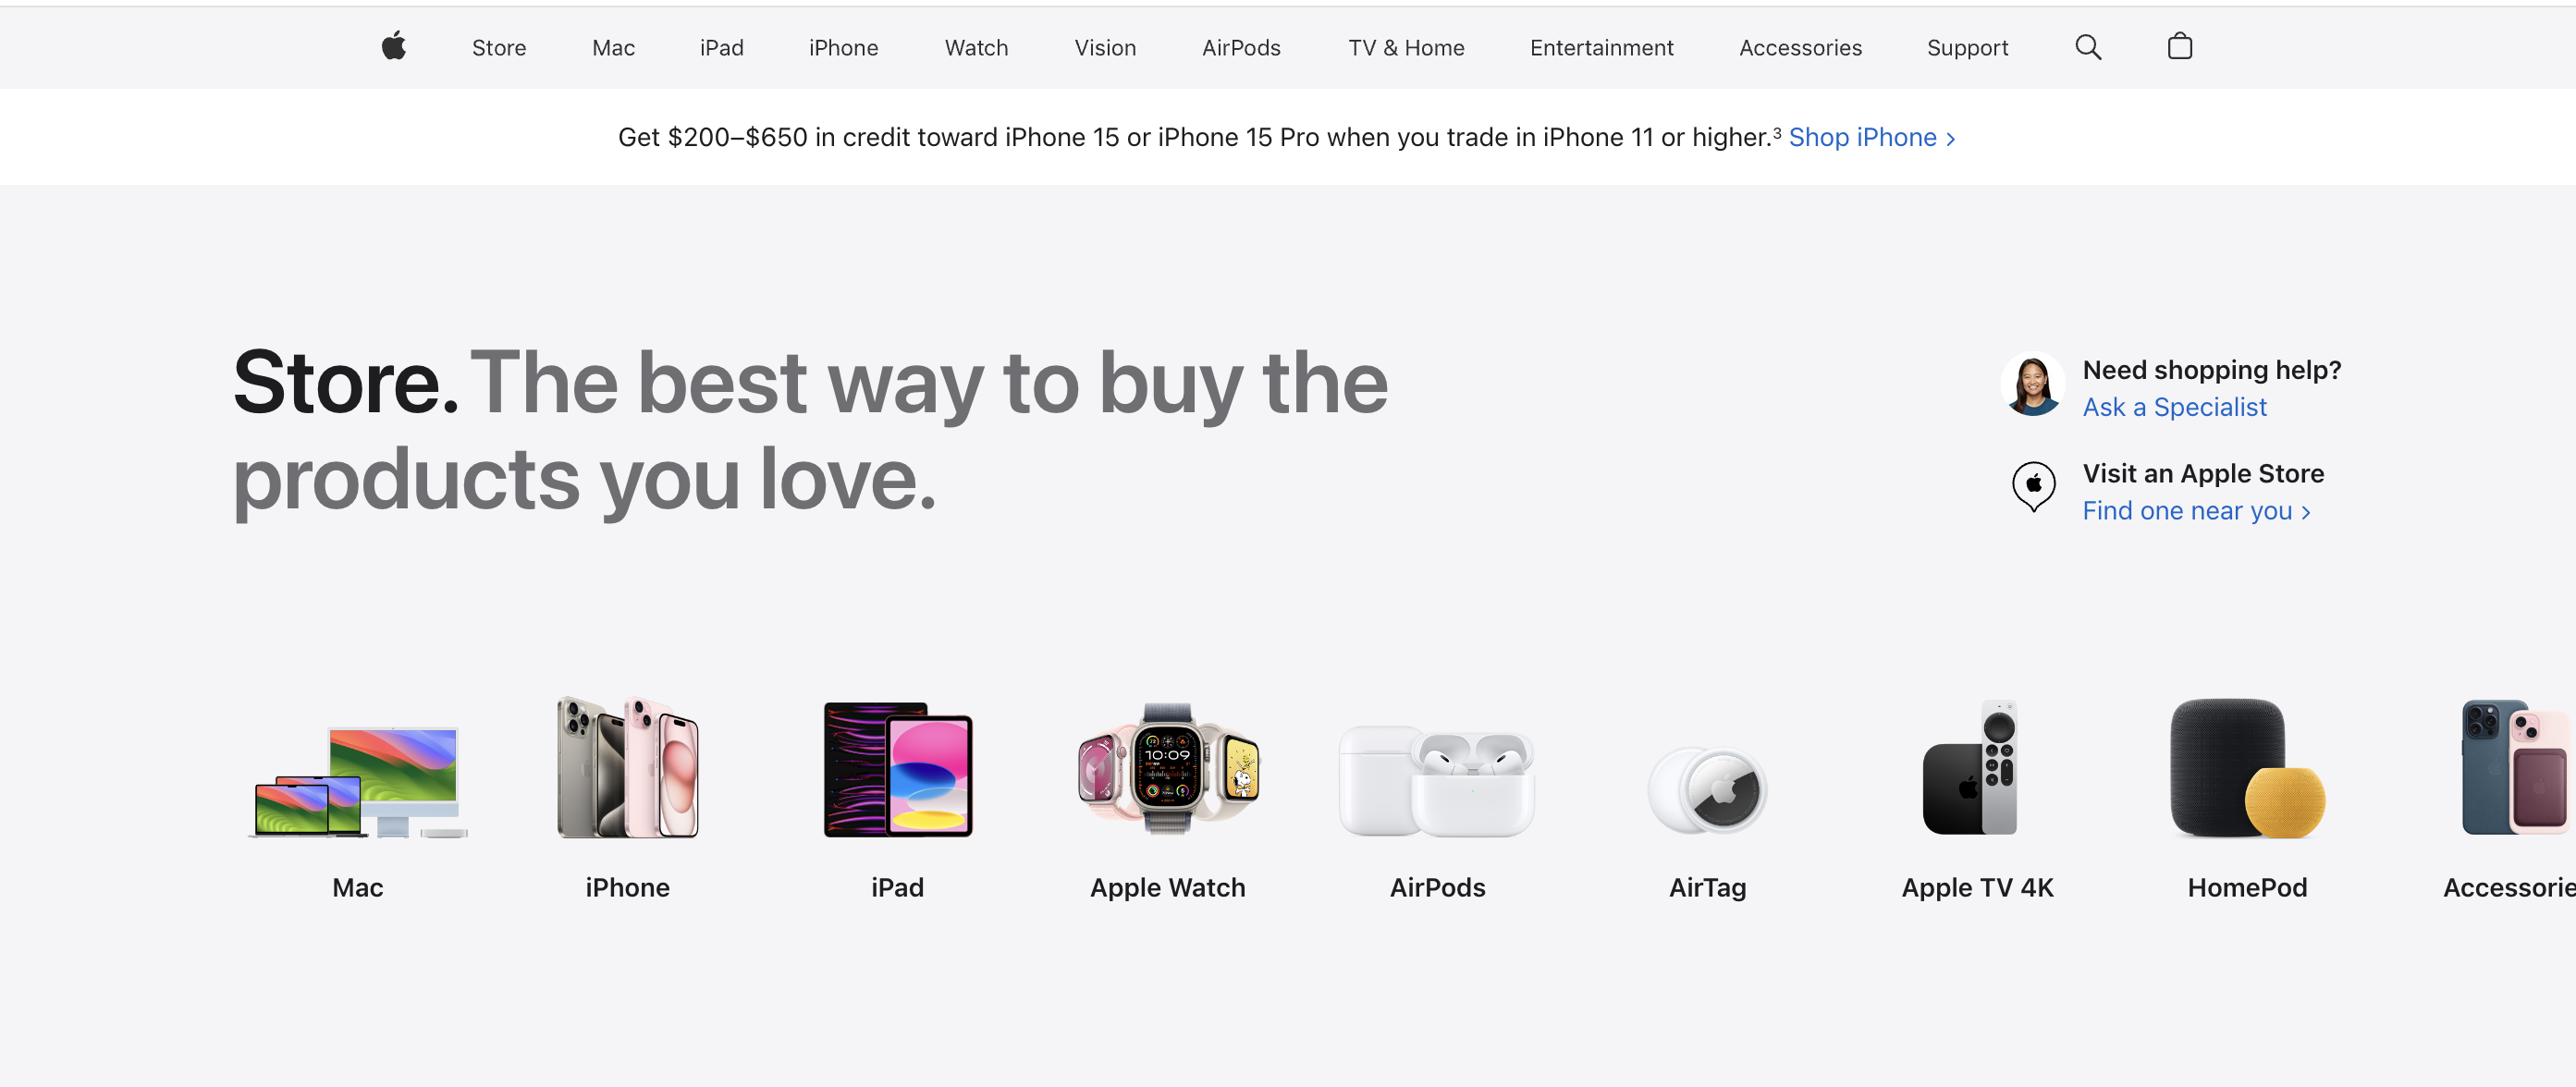 Store Mac iPad iPhone Watch Vision AirPods TV & Home Entertainment Accessories Support
Get $200–$650 in credit toward iPhone 15 or iPhone 15 Pro when you trade in iPhone 11 or higher.³ Shop iPhone >
Store. The best way to buy the
products you love.
Need shopping help?
Ask a Specialist
Visit an Apple Store
Find one near you >
10:09
Mac iPhone iPad Apple Watch AirPods AirTag Apple TV 4K HomePod Accessorie